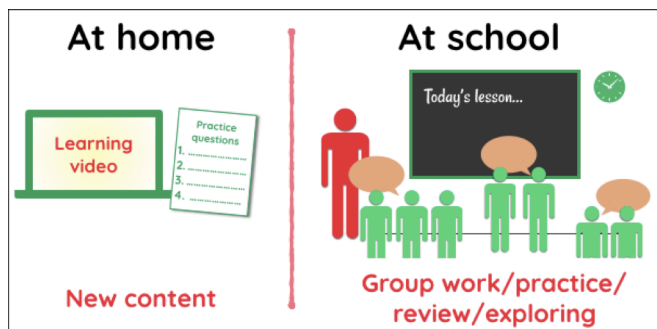 At home
Learning
video
Practice
questions
1. ....................
2. ....................
3. ....................
4. ....................
New content
At school
Today's lesson...
Group work/practice/
review/exploring